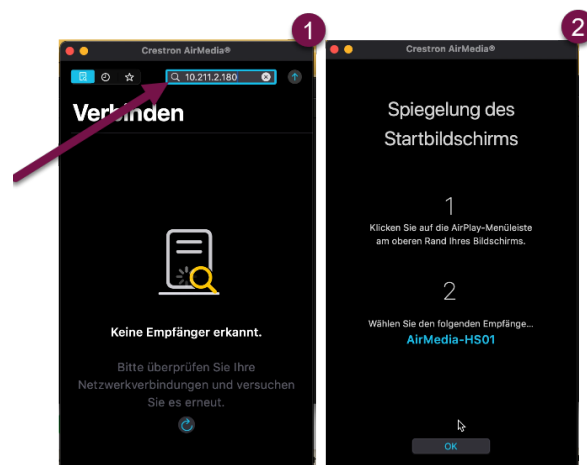 1
Crestron AirMedia®
10.211.2.180
Verbinden
Keine Empfänger erkannt.
Bitte überprüfen Sie Ihre
Netzwerkverbindungen und versuchen
Sie es erneut.
2
Crestron AirMedia®
Spiegelung des
Startbildschirms
1
Klicken Sie auf die AirPlay-Menüleiste
am oberen Rand Ihres Bildschirms.
2
Wählen Sie den folgenden Empfänge...
AirMedia-HS01
OK